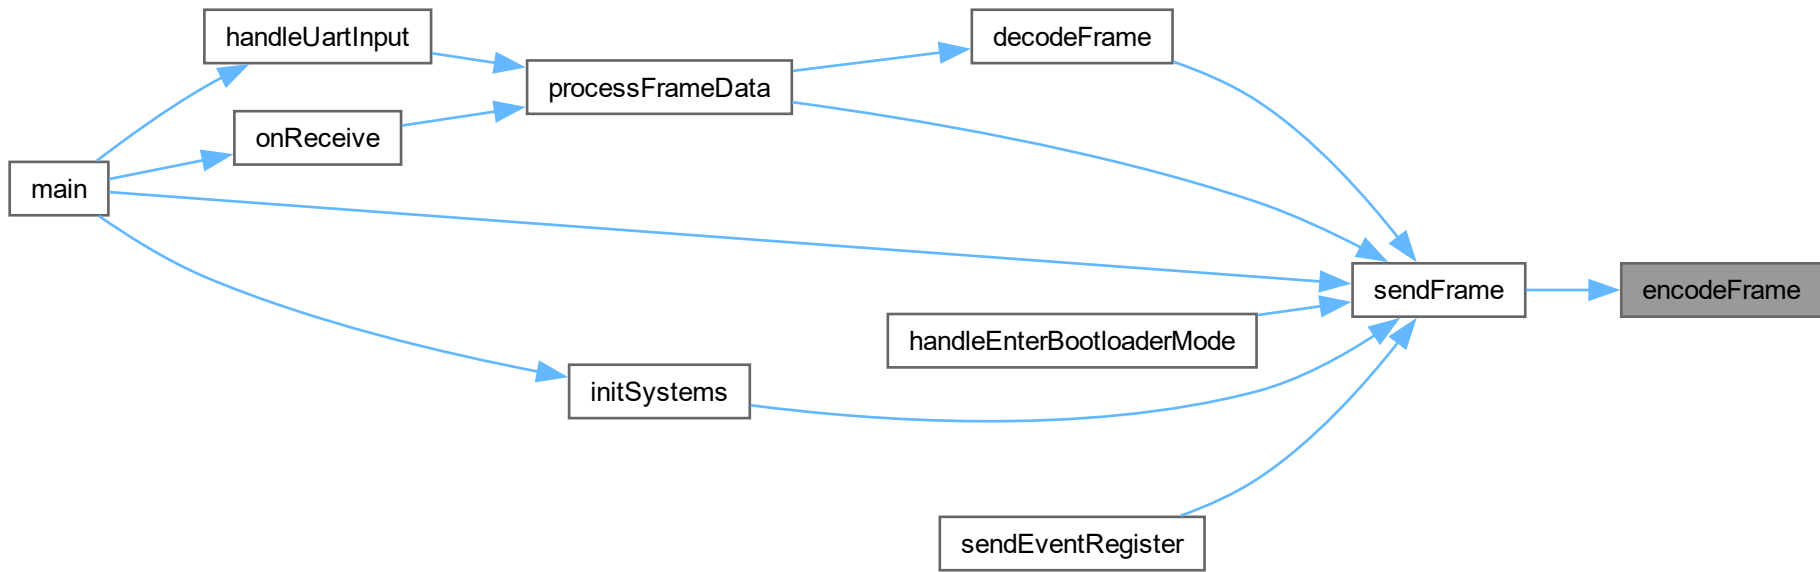 handleUartInput
decodeFrame
processFrameData
onReceive
main
sendFrame
encodeFrame
handleEnterBootloaderMode
initSystems
sendEventRegister